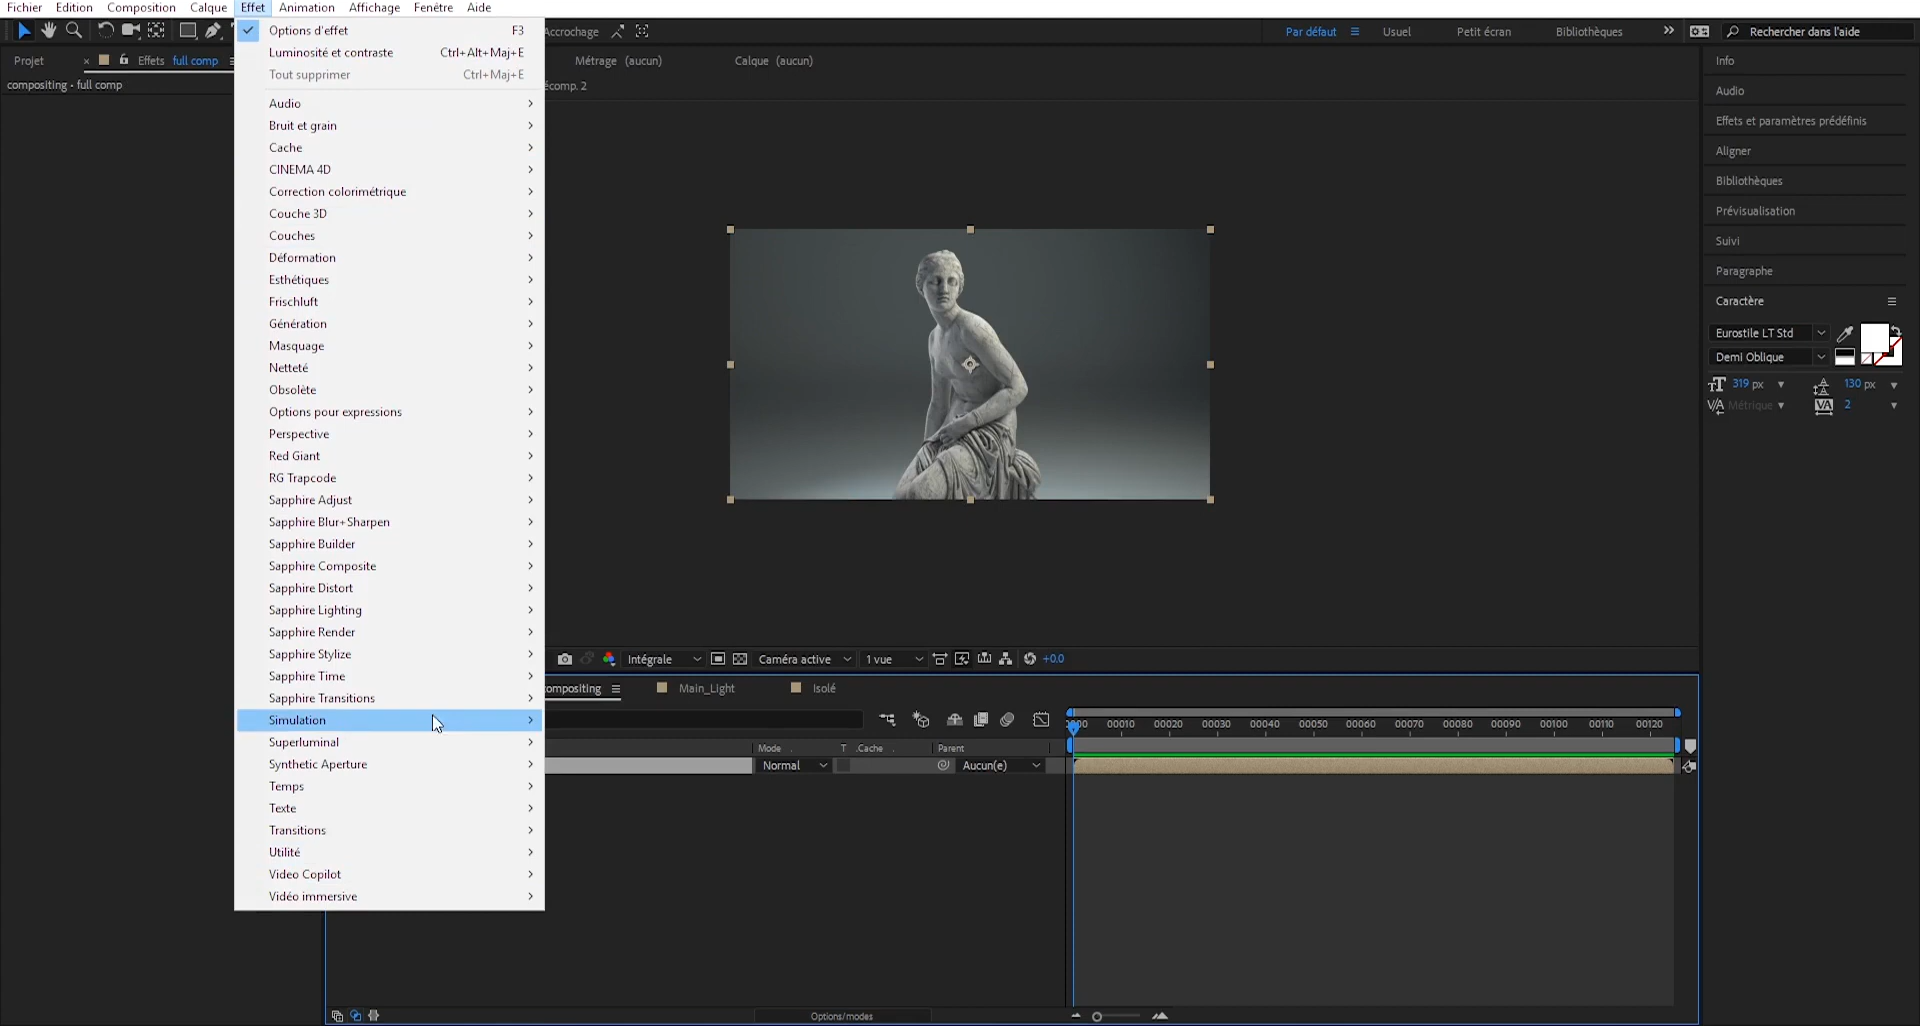 Fichier Edition Composition Calque Effet Animation Affichage Fenêtre Aide
Accrochage
Par défaut Usuel Petit écran Bibliothèques » Rechercher dans l'aide
Projet × Effets full comp
Métrage (aucun) Calque (aucun)
compositing • full comp
écomp. 2
Options d'effet F3
Luminosité et contraste Ctrl+Alt+Maj+E
Tout supprimer Ctrl+Maj+E
Audio
Bruit et grain
Cache
CINEMA 4D
Correction colorimétrique
Couche 3D
Couches
Déformation
Esthétiques
Frischluft
Génération
Masquage
Netteté
Obsolète
Options pour expressions
Perspective
Red Giant
RG Trapcode
Sapphire Adjust
Sapphire Blur+Sharpen
Sapphire Builder
Sapphire Composite
Sapphire Distort
Sapphire Lighting
Sapphire Render
Sapphire Stylize
Sapphire Time
Sapphire Transitions
Simulation
Superluminal
Synthetic Aperture
Temps
Texte
Transitions
Utilité
Video Copilot
Vidéo immersive
Info
Audio
Effets et paramètres prédéfinis
Aligner
Bibliothèques
Prévisualisation
Suivi
Paragraphe
Caractère
Eurostile LT Std
Demi Oblique
319 px 130 px
Métrique 2
Intégrale Caméra active 1 vue +0.0
ompositing Main_Light Isolé
00010 00020 00030 00040 00050 00060 00070 00080 00090 00100 00110 00120
Mode T .Cache Parent
Normal Aucun(e)
Options/modes